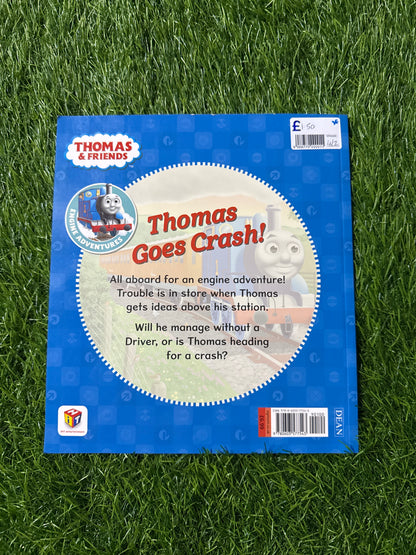 £1.50
THOMAS
& FRIENDS
ENGINE ADVENTURES
Thomas
Goes Crash!
All aboard for an engine adventure!
Trouble is in store when Thomas
gets ideas above his station.
Will he manage without a
Driver, or is Thomas heading
for a crash?
DEAN